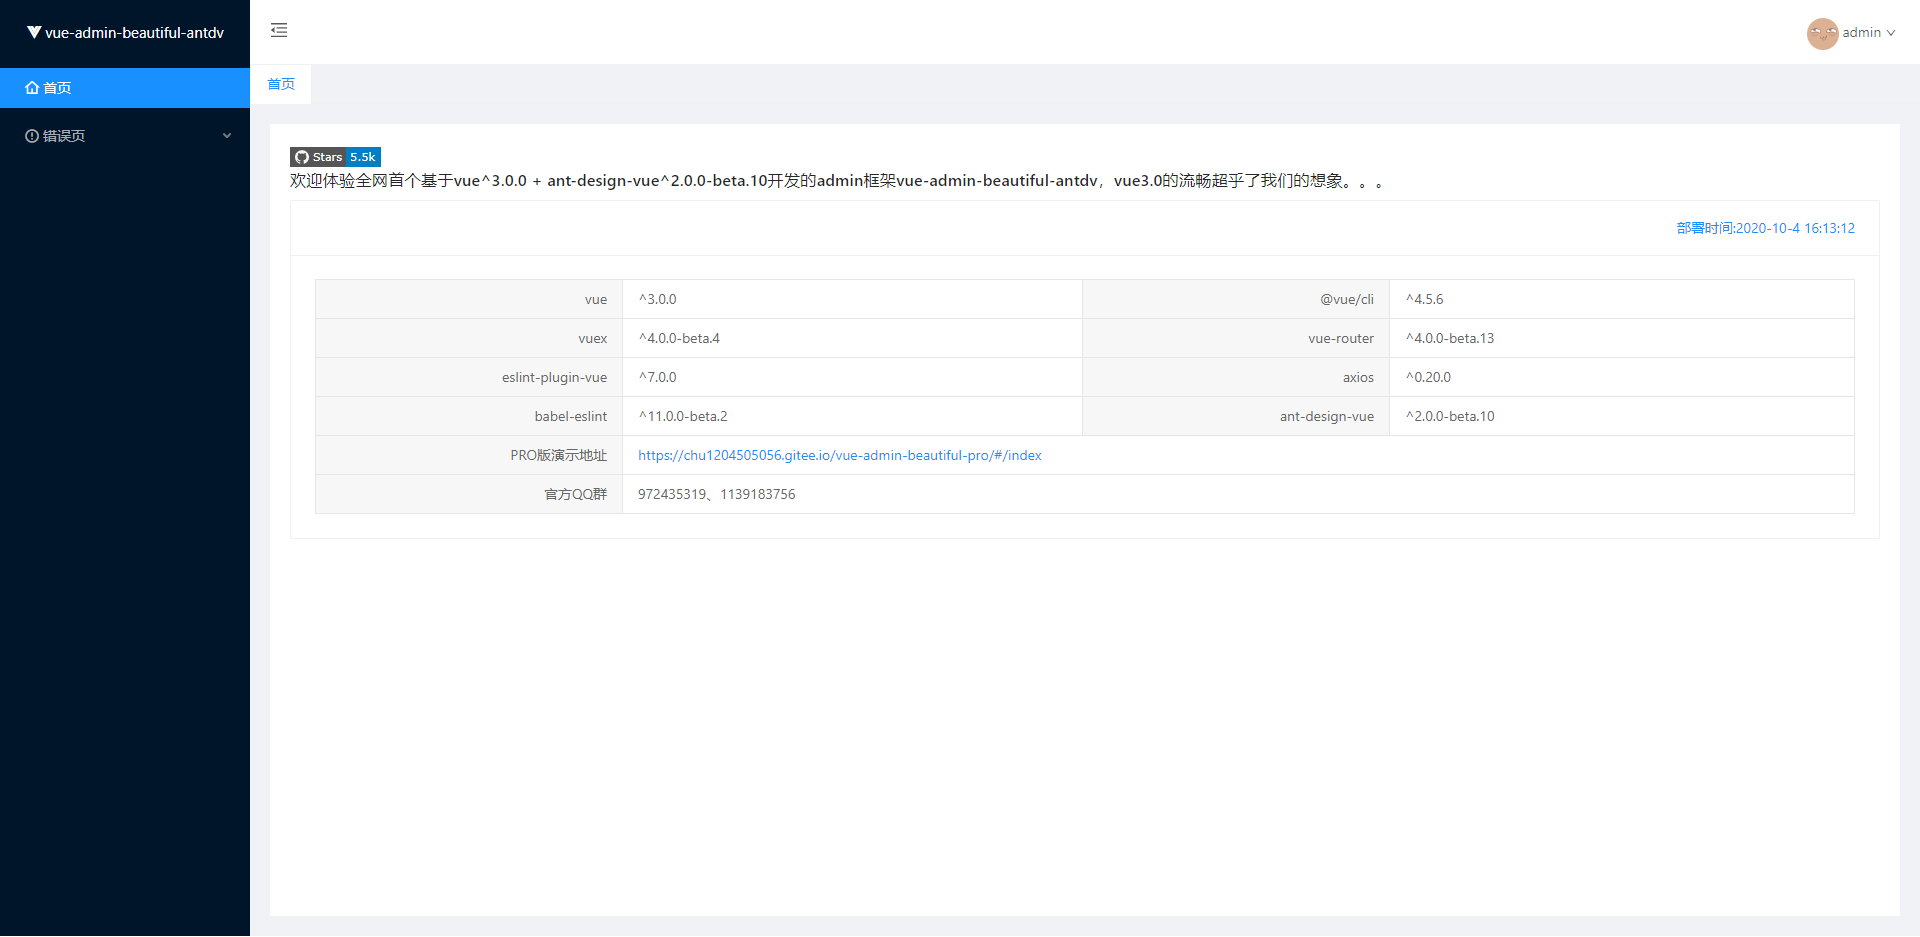 vue-admin-beautiful-antdv
admin
首页
错误页
首页
Stars 5.5k
欢迎体验全网首个基于vue^3.0.0 + ant-design-vue^2.0.0-beta.10开发的admin框架vue-admin-beautiful-antdv，vue3.0的流畅超乎了我们的想象。。。
部署时间:2020-10-4 16:13:12
vue ^3.0.0 @vue/cli ^4.5.6
vuex ^4.0.0-beta.4 vue-router ^4.0.0-beta.13
eslint-plugin-vue ^7.0.0 axios ^0.20.0
babel-eslint ^11.0.0-beta.2 ant-design-vue ^2.0.0-beta.10
PRO版演示地址 https://chu1204505056.gitee.io/vue-admin-beautiful-pro/#/index
官方QQ群 972435319、1139183756